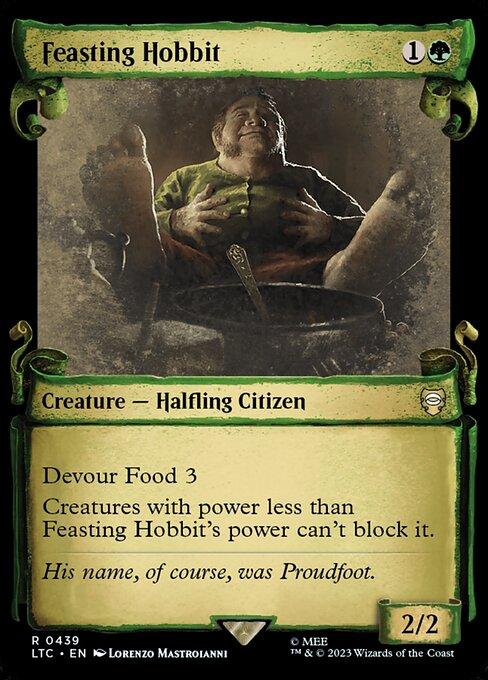 Feasting Hobbit 1
Creature — Halfling Citizen
Devour Food 3
Creatures with power less than
Feasting Hobbit's power can't block it.
His name, of course, was Proudfoot.
2/2
R 0439
LTC • EN Lorenzo Mastroianni
© MEE
™ & © 2023 Wizards of the Coast